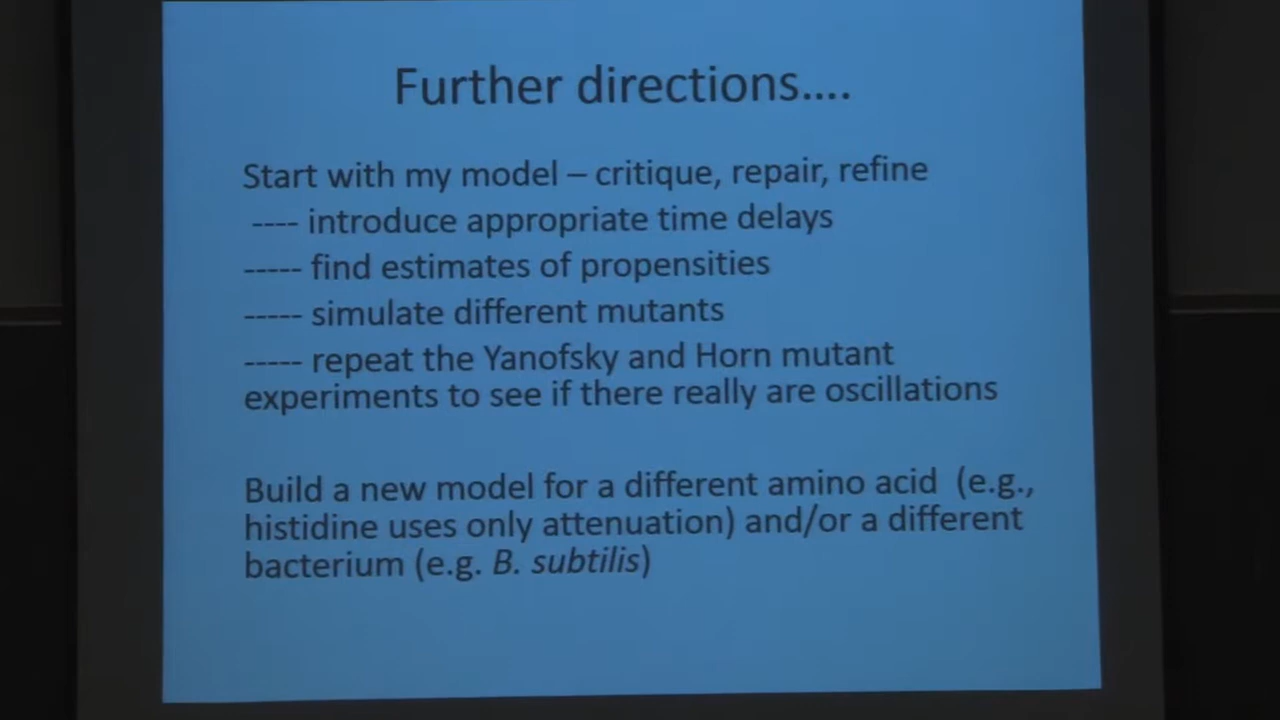 Further directions....
Start with my model – critique, repair, refine
---- introduce appropriate time delays
----- find estimates of propensities
----- simulate different mutants
----- repeat the Yanofsky and Horn mutant
experiments to see if there really are oscillations
Build a new model for a different amino acid (e.g.,
histidine uses only attenuation) and/or a different
bacterium (e.g. B. subtilis)